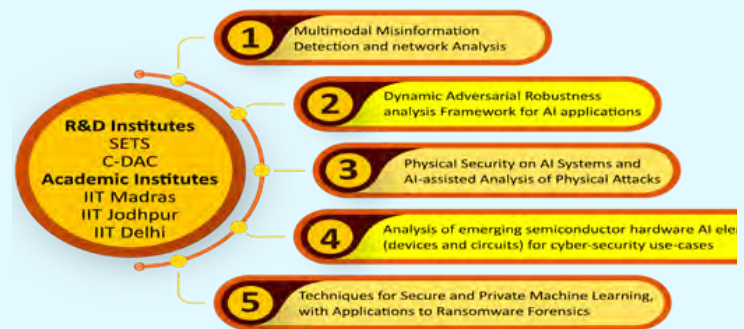 1
Multimodal Misinformation
Detection and network Analysis
2
Dynamic Adversarial Robustness
analysis Framework for AI applications
R&D Institutes
SETS
C-DAC
Academic Institutes
IIT Madras
IIT Jodhpur
IIT Delhi
3
Physical Security on AI Systems and
AI-assisted Analysis of Physical Attacks
4
Analysis of emerging semiconductor hardware AI
(devices and circuits) for cyber-security use-cases
5
Techniques for Secure and Private Machine Learning,
with Applications to Ransomware Forensics